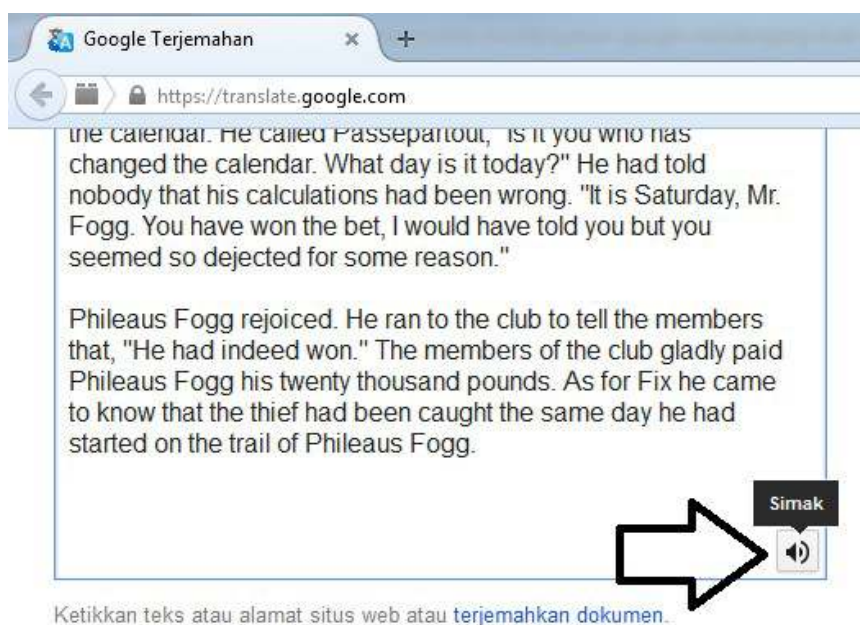 Google Terjemahan
https://translate.google.com
the calendar. He called Passepartout, "Is it you who has
changed the calendar. What day is it today?" He had told
nobody that his calculations had been wrong. "It is Saturday, Mr.
Fogg. You have won the bet, I would have told you but you
seemed so dejected for some reason."
Phileaus Fogg rejoiced. He ran to the club to tell the members
that, "He had indeed won." The members of the club gladly paid
Phileaus Fogg his twenty thousand pounds. As for Fix he came
to know that the thief had been caught the same day he had
started on the trail of Phileaus Fogg.
Simak
Ketikkan teks atau alamat situs web atau terjemahkan dokumen.